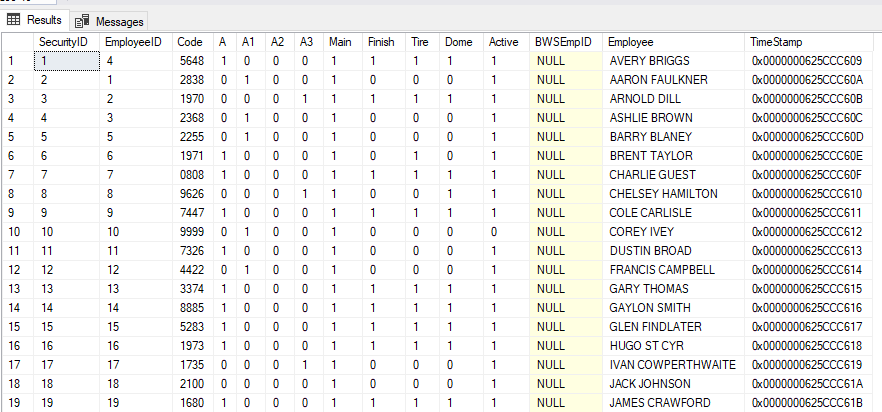 Results Messages
SecurityID EmployeeID Code A A1 A2 A3 Main Finish Tire Dome Active BWSEmpID Employee TimeStamp
1 1 4 5648 1 0 0 0 1 1 1 1 1 NULL AVERY BRIGGS 0x0000000625CCC609
2 2 1 2838 0 1 0 0 1 0 0 0 1 NULL AARON FAULKNER 0x0000000625CCC60A
3 3 2 1970 0 0 0 1 1 1 1 1 1 NULL ARNOLD DILL 0x0000000625CCC60B
4 4 3 2368 0 1 0 0 1 0 0 0 1 NULL ASHLIE BROWN 0x0000000625CCC60C
5 5 5 2255 0 1 0 0 1 0 0 0 1 NULL BARRY BLANEY 0x0000000625CCC60D
6 6 6 1971 1 0 0 0 1 0 1 0 1 NULL BRENT TAYLOR 0x0000000625CCC60E
7 7 7 0808 1 0 0 0 1 1 1 1 1 NULL CHARLIE GUEST 0x0000000625CCC60F
8 8 8 9626 0 0 0 1 1 0 0 1 1 NULL CHELSEY HAMILTON 0x0000000625CCC610
9 9 9 7447 1 0 0 0 1 1 1 1 1 NULL COLE CARLISLE 0x0000000625CCC611
10 10 10 9999 0 1 0 0 1 0 0 0 0 NULL COREY IVEY 0x0000000625CCC612
11 11 11 7326 1 0 0 0 1 0 0 0 1 NULL DUSTIN BROAD 0x0000000625CCC613
12 12 12 4422 0 1 0 0 1 0 0 0 1 NULL FRANCIS CAMPBELL 0x0000000625CCC614
13 13 13 3374 1 0 0 0 1 1 1 1 1 NULL GARY THOMAS 0x0000000625CCC615
14 14 14 8885 1 0 0 0 1 1 1 1 1 NULL GAYLON SMITH 0x0000000625CCC616
15 15 15 5283 1 0 0 0 1 1 1 1 1 NULL GLEN FINDLATER 0x0000000625CCC617
16 16 16 1973 1 0 0 0 1 1 1 1 1 NULL HUGO ST CYR 0x0000000625CCC618
17 17 17 1735 0 0 0 1 1 0 0 0 1 NULL IVAN COWPERTHWAITE 0x0000000625CCC619
18 18 18 2100 0 0 0 0 1 0 0 0 1 NULL JACK JOHNSON 0x0000000625CCC61A
19 19 19 1680 1 0 0 0 1 1 1 1 1 NULL JAMES CRAWFORD 0x0000000625CCC61B